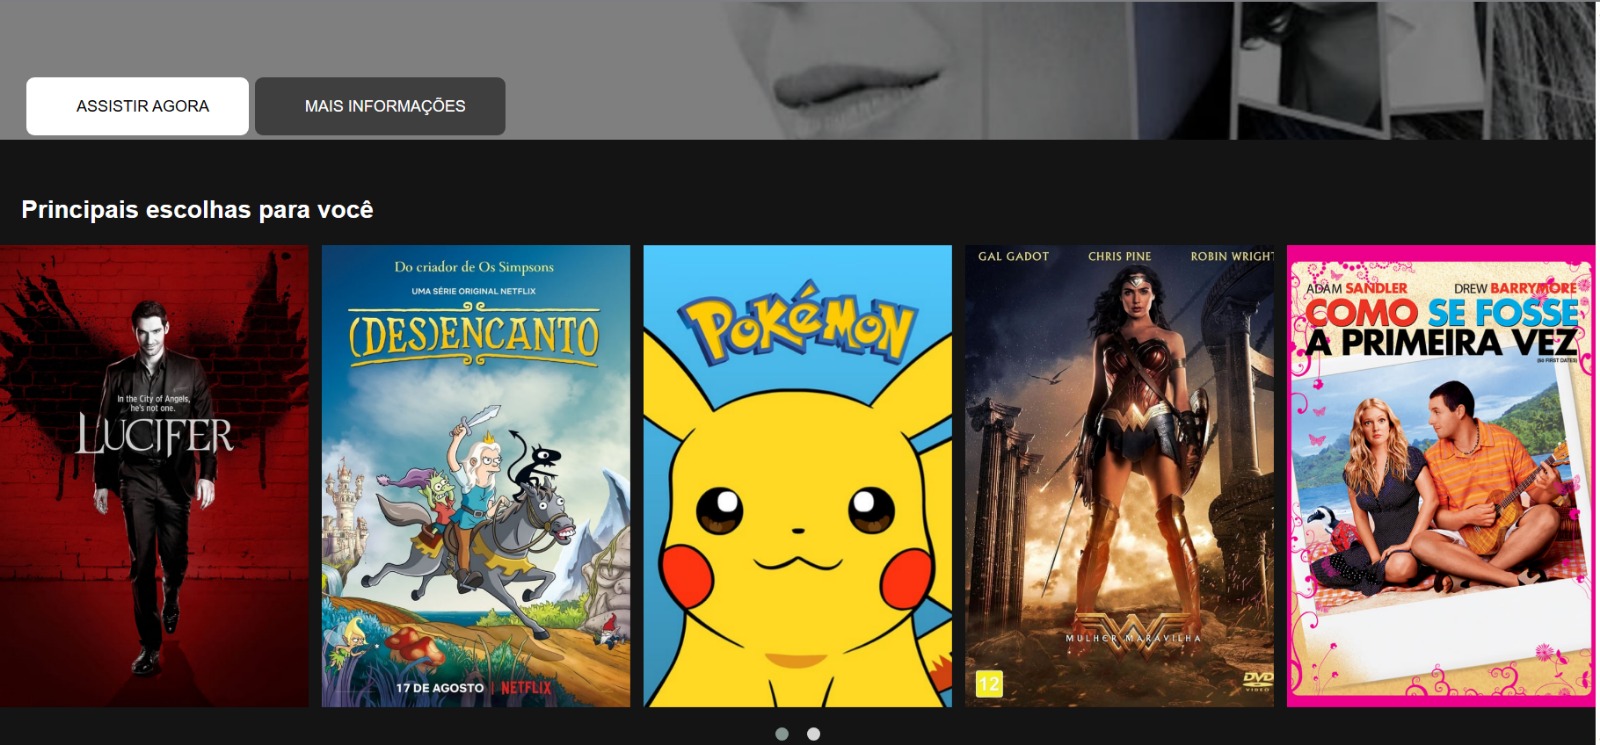 ASSISTIR AGORA
MAIS INFORMAÇÕES
Principais escolhas para você
In the City of Angels,
he's not one.
LUCIFER
Do criador de Os Simpsons
UMA SÉRIE ORIGINAL NETFLIX
(DES)ENCANTO
17 DE AGOSTO | NETFLIX
POKéMON
GAL GADOT CHRIS PINE ROBIN WRIGHT
MULHER MARAVILHA
12
DVD
VIDEO
ADAM SANDLER DREW BARRYMORE
COMO SE FOSSE
A PRIMEIRA VEZ
(50 FIRST DATES)